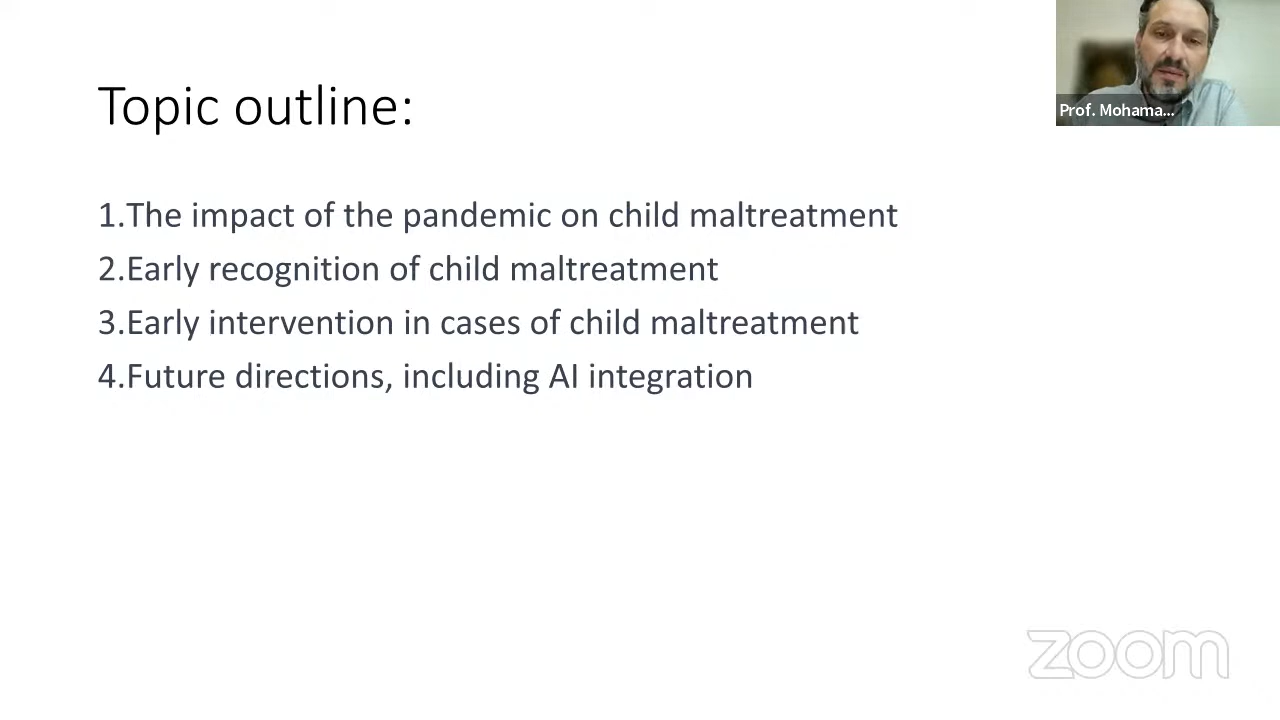 Topic outline:
Prof. Mohama...
1.The impact of the pandemic on child maltreatment
2.Early recognition of child maltreatment
3.Early intervention in cases of child maltreatment
4.Future directions, including AI integration
zoom